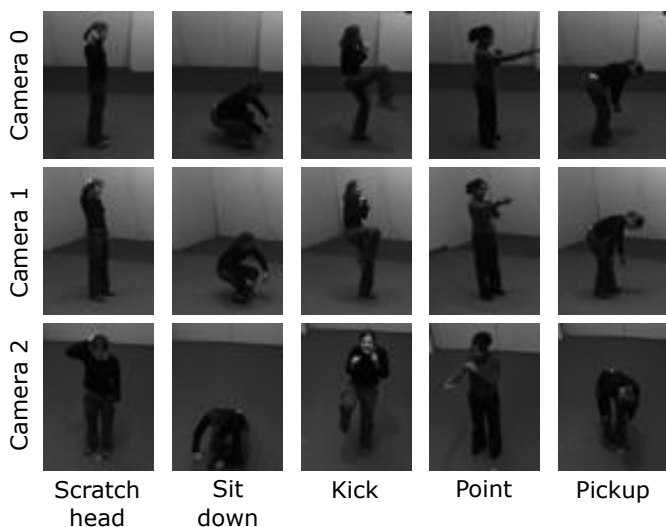 Camera 0
Camera 1
Camera 2
Scratch head
Sit down
Kick
Point
Pickup